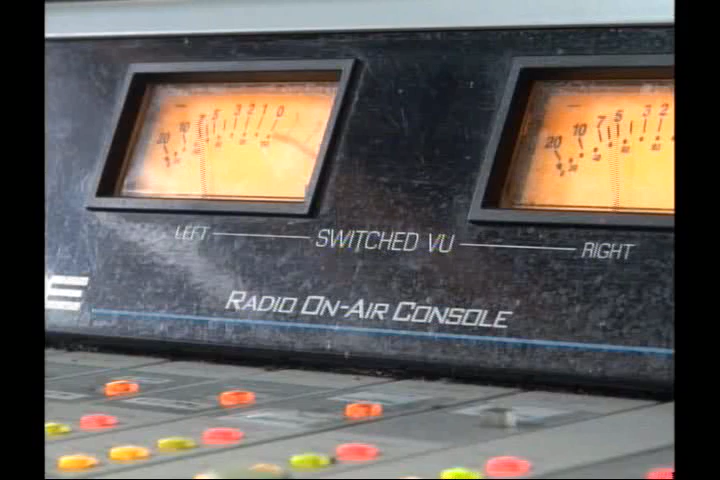 20 10 7 5 3 2 1 0
20 10 7 5 3 2
LEFT SWITCHED VU RIGHT
E
RADIO ON-AIR CONSOLE